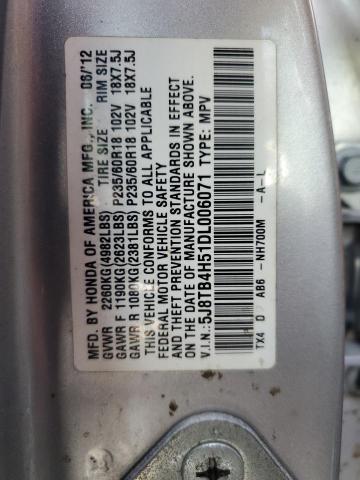 MFD. BY HONDA OF AMERICA MFG., INC. 06/'12
GVWR 2260KG(4982LBS) TIRE SIZE RIM SIZE
GAWR F 1190KG(2623LBS) P235/60R18 102V 18X7.5J
GAWR R 1080KG(2381LBS) P235/60R18 102V 18X7.5J
THIS VEHICLE CONFORMS TO ALL APPLICABLE
FEDERAL MOTOR VEHICLE SAFETY
AND THEFT PREVENTION STANDARDS IN EFFECT
ON THE DATE OF MANUFACTURE SHOWN ABOVE.
V.I.N.: 5J8TB4H51DL006071 TYPE: MPV
TX4 D AB6 -NH700M -A-L